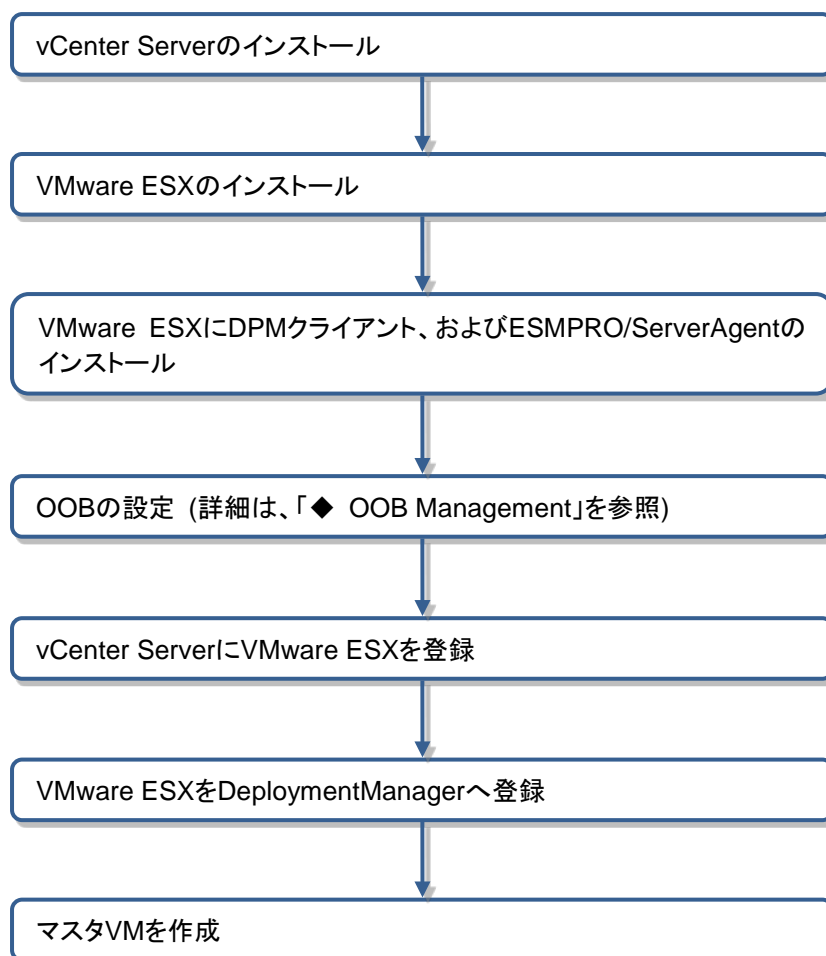 vCenter Serverのインストール
VMware ESXのインストール
VMware ESXにDPMクライアント、およびESMPRO/ServerAgentの
インストール
OOBの設定 (詳細は、「◆ OOB Management」を参照)
vCenter ServerにVMware ESXを登録
VMware ESXをDeploymentManagerへ登録
マスタVMを作成